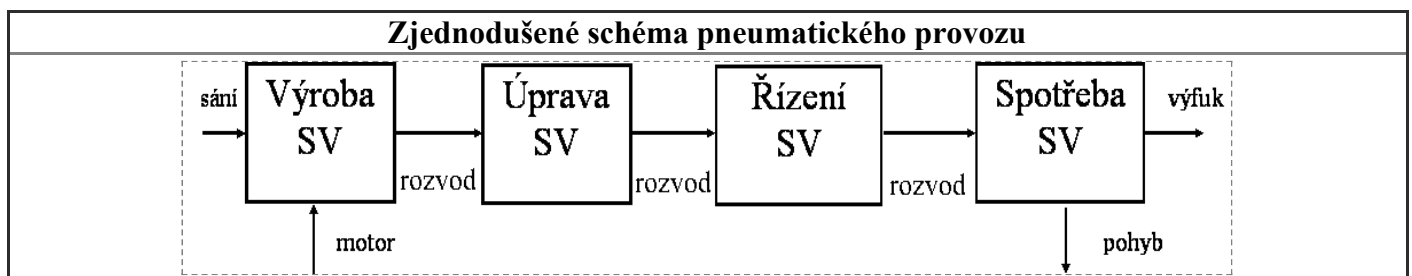 Zjednodušené schéma pneumatického provozu
sání
Výroba
SV
rozvod
Úprava
SV
rozvod
Řízení
SV
rozvod
Spotřeba
SV
výfuk
motor
pohyb